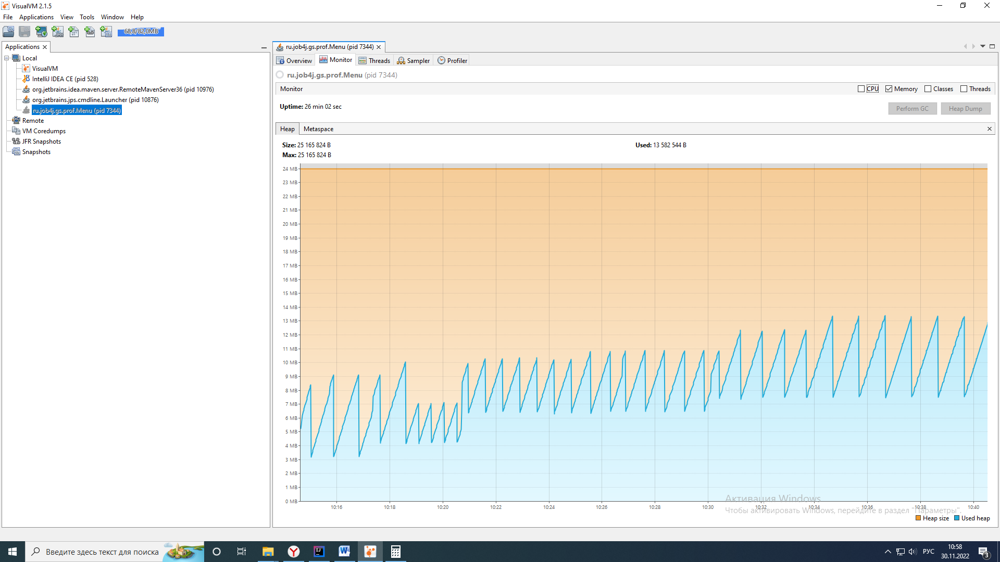 VisualVM 2.1.5
File Applications View Tools Window Help
68,8/82,0MB
Applications
Local
VisualVM
IntelliJ IDEA CE (pid 528)
org.jetbrains.idea.maven.server.RemoteMavenServer36 (pid 10976)
org.jetbrains.jps.cmdline.Launcher (pid 10876)
ru.job4j.gs.prof.Menu (pid 7344)
Remote
VM Coredumps
JFR Snapshots
Snapshots
ru.job4j.gs.prof.Menu (pid 7344)
Overview Monitor Threads Sampler Profiler
ru.job4j.gs.prof.Menu (pid 7344)
Monitor
CPU Memory Classes Threads
Uptime: 26 min 02 sec
Perform GC Heap Dump
Heap Metaspace
Size: 25 165 824 B
Used: 13 582 544 B
Max: 25 165 824 B
24 MB
23 MB
22 MB
21 MB
20 MB
19 MB
18 MB
17 MB
16 MB
15 MB
14 MB
13 MB
12 MB
11 MB
10 MB
9 MB
8 MB
7 MB
6 MB
5 MB
4 MB
3 MB
2 MB
1 MB
0 MB
10:16 10:18 10:20 10:22 10:24 10:26 10:28 10:30 10:32 10:34 10:36 10:38 10:40
Активация Windows
Чтобы активировать Windows, перейдите в раздел "Параметры".
Heap size Used heap
Введите здесь текст для поиска
РУС
10:58
30.11.2022
3